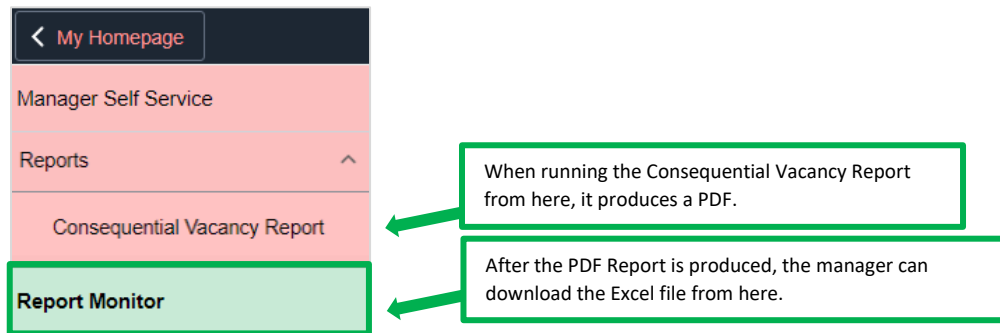 My Homepage
Manager Self Service
Reports
Consequential Vacancy Report
Report Monitor
When running the Consequential Vacancy Report
from here, it produces a PDF.
After the PDF Report is produced, the manager can
download the Excel file from here.